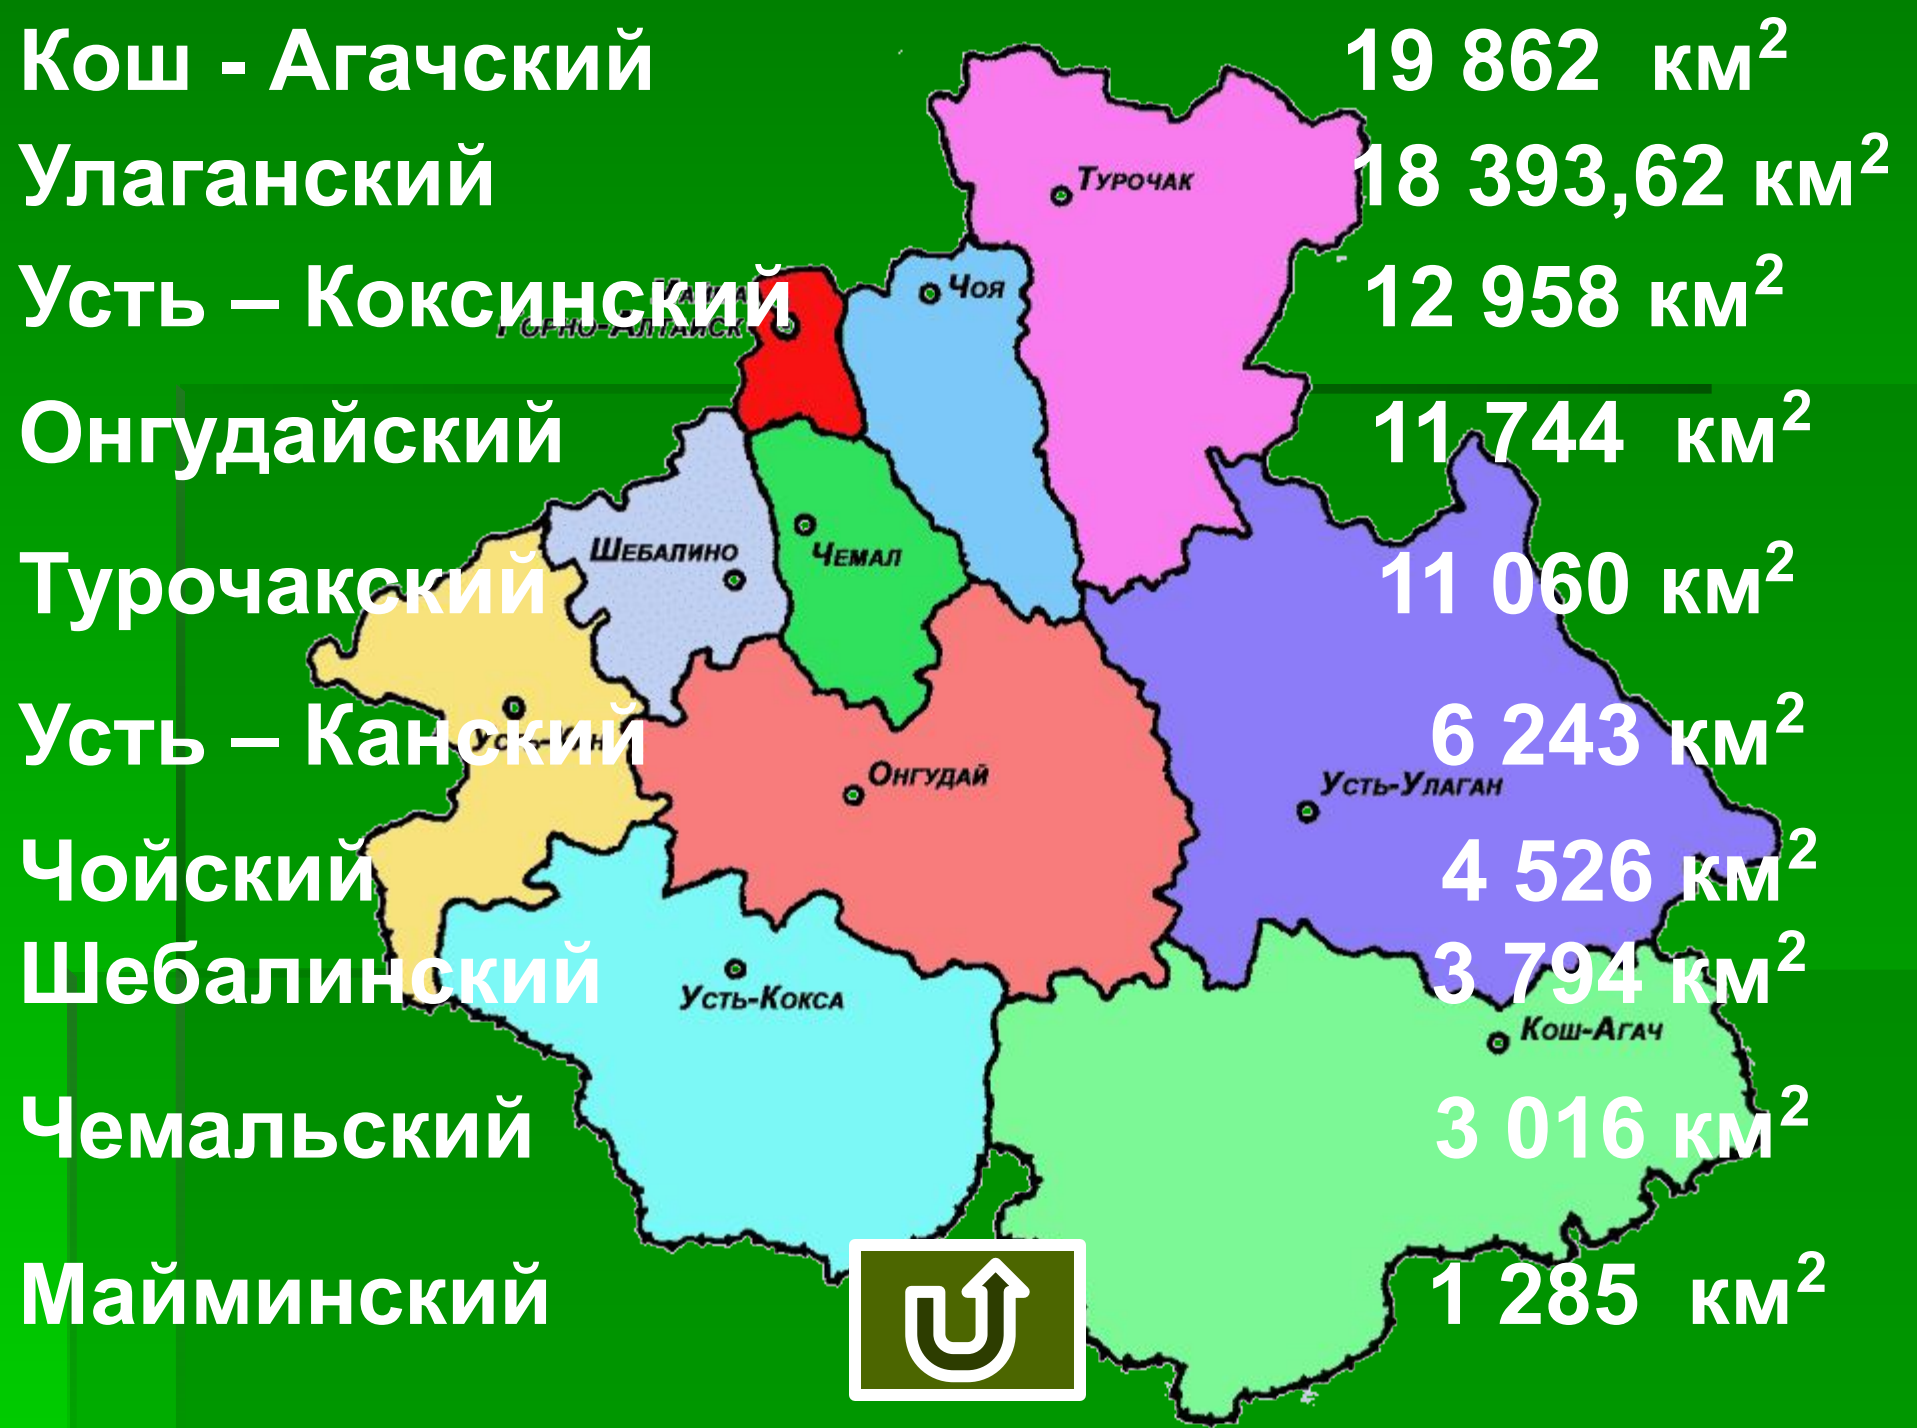 Кош - Агачский 19 862 км²
Улаганский 18 393,62 км²
Усть – Коксинский 12 958 км²
Онгудайский 11 744 км²
Турочакский 11 060 км²
Усть – Канский 6 243 км²
Чойский 4 526 км²
Шебалинский 3 794 км²
Чемальский 3 016 км²
Майминский 1 285 км²
Турочак
Чоя
Горно-Алтайск
Шебалино
Чемал
Онгудай
Усть-Улаган
Усть-Кокса
Кош-Агач